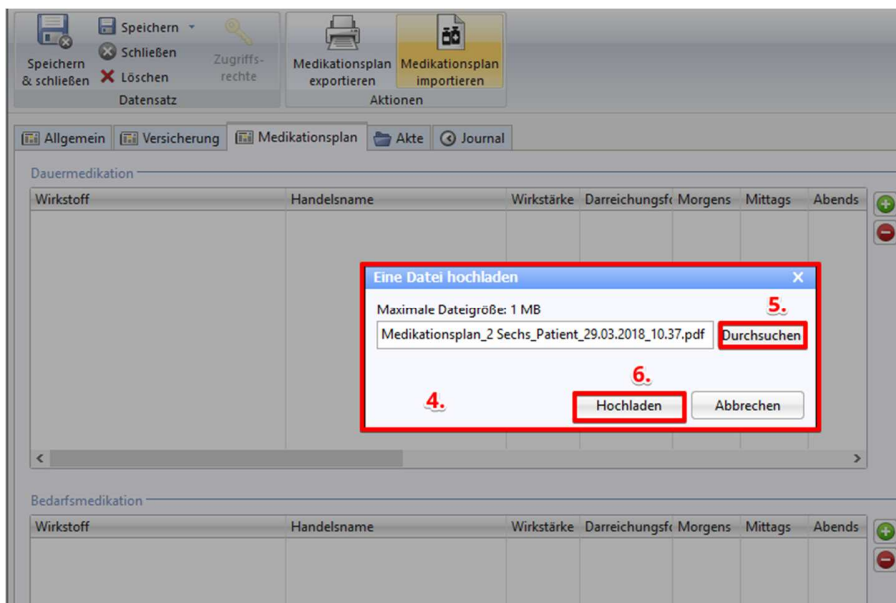 Speichern
& schließen
Speichern
Schließen
Löschen
Zugriffs-
rechte
Datensatz
Medikationsplan
exportieren
Medikationsplan
importieren
Aktionen
Allgemein Versicherung Medikationsplan Akte Journal
Dauermedikation
Wirkstoff Handelsname Wirkstärke Darreichungsfo Morgens Mittags Abends
Eine Datei hochladen X
Maximale Dateigröße: 1 MB
5.
Medikationsplan_2 Sechs_Patient_29.03.2018_10.37.pdf Durchsuchen
6.
4. Hochladen Abbrechen
Bedarfsmedikation
Wirkstoff Handelsname Wirkstärke Darreichungsfo Morgens Mittags Abends